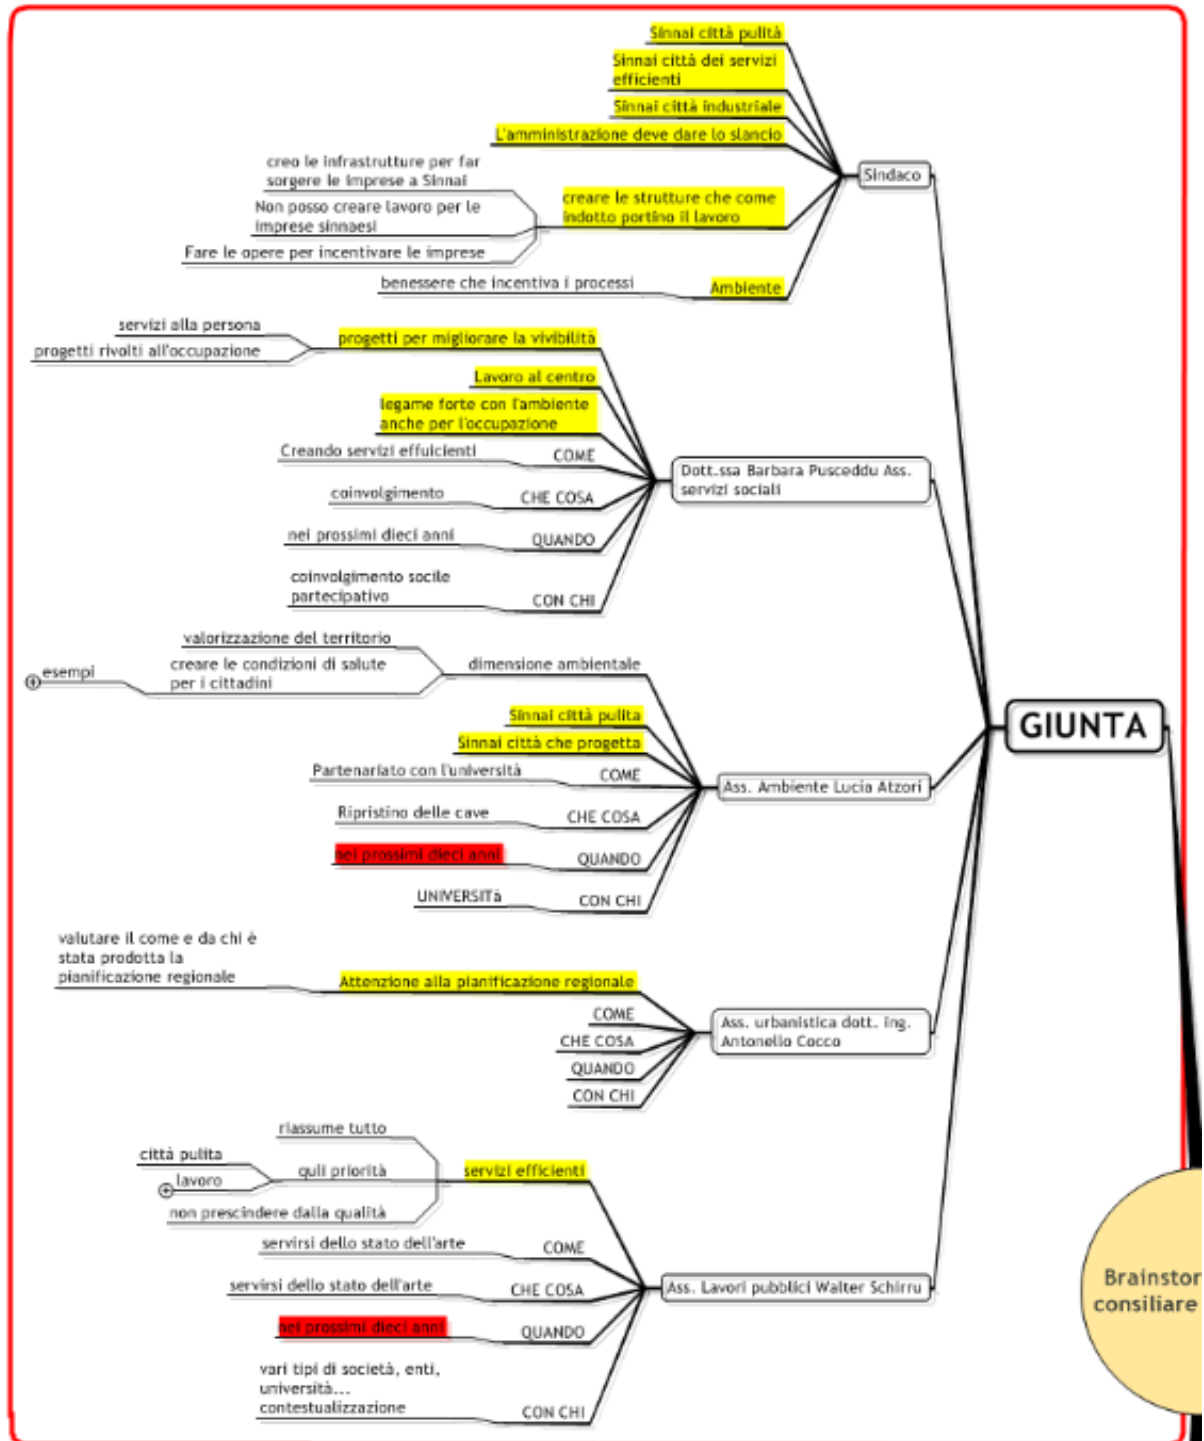 Sinnai città pulità
Sinnai città dei servizi
efficienti
Sinnai città industriale
L'amministrazione deve dare lo slancio
creo le infrastrutture per far
sorgere le imprese a Sinnai
Non posso creare lavoro per le
imprese sinnaesi
Fare le opere per incentivare le imprese
creare le strutture che come
indotto portino il lavoro
benessere che incentiva i processi
Ambiente
Sindaco
servizi alla persona
progetti rivolti all'occupazione
progetti per migliorare la vivibilità
Lavoro al centro
legame forte con l'ambiente
anche per l'occupazione
Creando servizi effuicienti
COME
coinvolgimento
CHE COSA
nei prossimi dieci anni
QUANDO
coinvolgimento socile
partecipativo
CON CHI
Dott.ssa Barbara Pusceddu Ass.
servizi sociali
valorizzazione del territorio
esempi
creare le condizioni di salute
per i cittadini
dimensione ambientale
Sinnai città pulita
Sinnai città che progetta
Partenariato con l'università
COME
Ripristino delle cave
CHE COSA
nei prossimi dieci anni
QUANDO
UNIVERSITà
CON CHI
Ass. Ambiente Lucia Atzori
GIUNTA
valutare il come e da chi è
stata prodotta la
pianificazione regionale
Attenzione alla pianificazione regionale
COME
CHE COSA
QUANDO
CON CHI
Ass. urbanistica dott. ing.
Antonello Cocco
riassume tutto
città pulita
lavoro
quli priorità
non prescindere dalla qualità
servizi efficienti
servirsi dello stato dell'arte
COME
servirsi dello stato dell'arte
CHE COSA
nei prossimi dieci anni
QUANDO
vari tipi di società, enti,
università...
contestualizzazione
CON CHI
Ass. Lavori pubblici Walter Schirru
Brainstor
consiliare